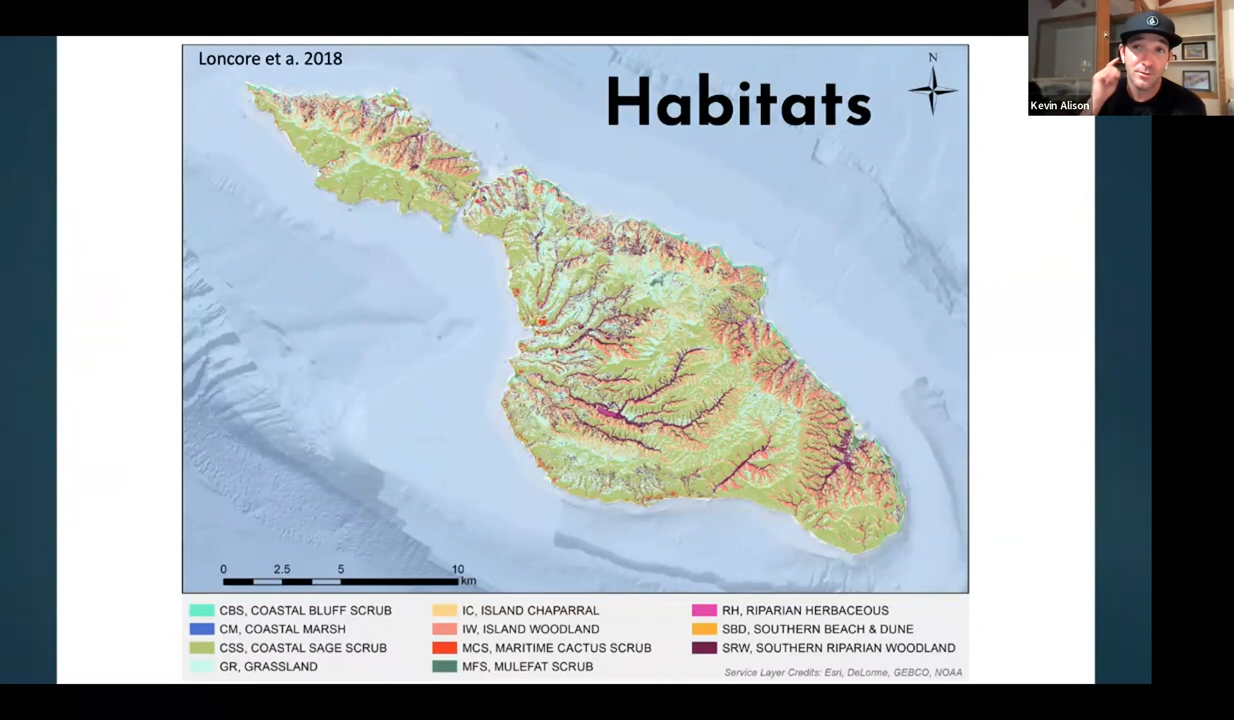 Loncore et a. 2018
Habitats
N
Kevin Alison
0 2.5 5 10
km
CBS, COASTAL BLUFF SCRUB
CM, COASTAL MARSH
CSS, COASTAL SAGE SCRUB
GR, GRASSLAND
IC, ISLAND CHAPARRAL
IW, ISLAND WOODLAND
MCS, MARITIME CACTUS SCRUB
MFS, MULEFAT SCRUB
RH, RIPARIAN HERBACEOUS
SBD, SOUTHERN BEACH & DUNE
SRW, SOUTHERN RIPARIAN WOODLAND
Service Layer Credits: Esri, DeLorme, GEBCO, NOAA